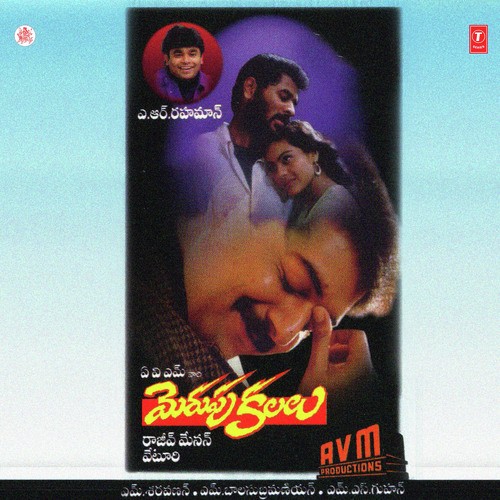 T
ఎ.ఆర్.రహమాన్
ఏ వి ఎమ్ వారి
మెరుపు కలలు
రాజీవ్ మేనన్
వేటూరి
AVM
PRODUCTIONS
ఎమ్.శరవణన్ . ఎమ్.బాలసుబ్రమణియన్ . ఎమ్.ఎస్.గుహన్